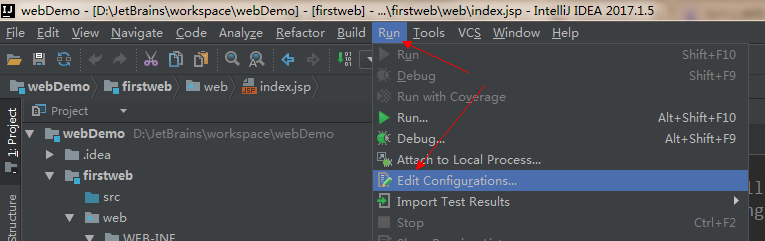 webDemo - [D:\JetBrains\workspace\webDemo] - [firstweb] - ...\firstweb\web\index.jsp - IntelliJ IDEA 2017.1.5
File Edit View Navigate Code Analyze Refactor Build Run Tools VCS Window Help
webDemo firstweb web index.jsp
Run Shift+F10
Debug Shift+F9
Run with Coverage
Run... Alt+Shift+F10
Debug... Alt+Shift+F9
Attach to Local Process...
Edit Configurations...
Import Test Results
Stop Ctrl+F2
1: Project
Structure
Project
webDemo D:\JetBrains\workspace\webDemo
.idea
firstweb
src
web
WEB-INF